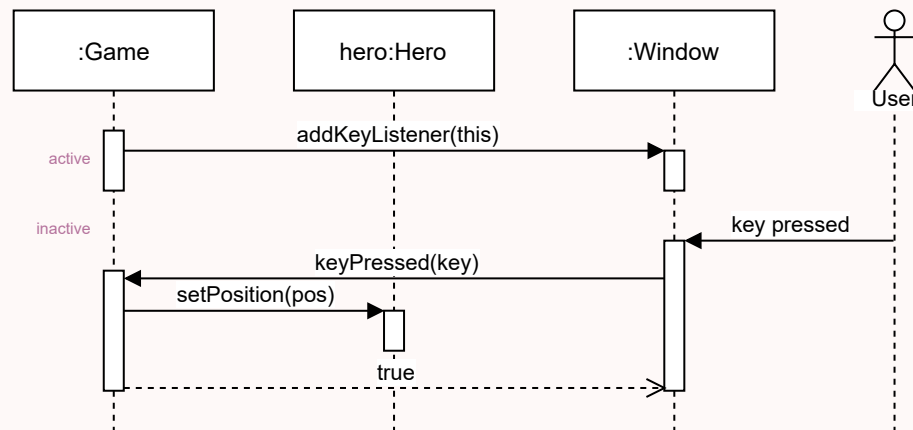 :Game
hero:Hero
:Window
User
addKeyListener(this)
active
inactive
key pressed
keyPressed(key)
setPosition(pos)
true